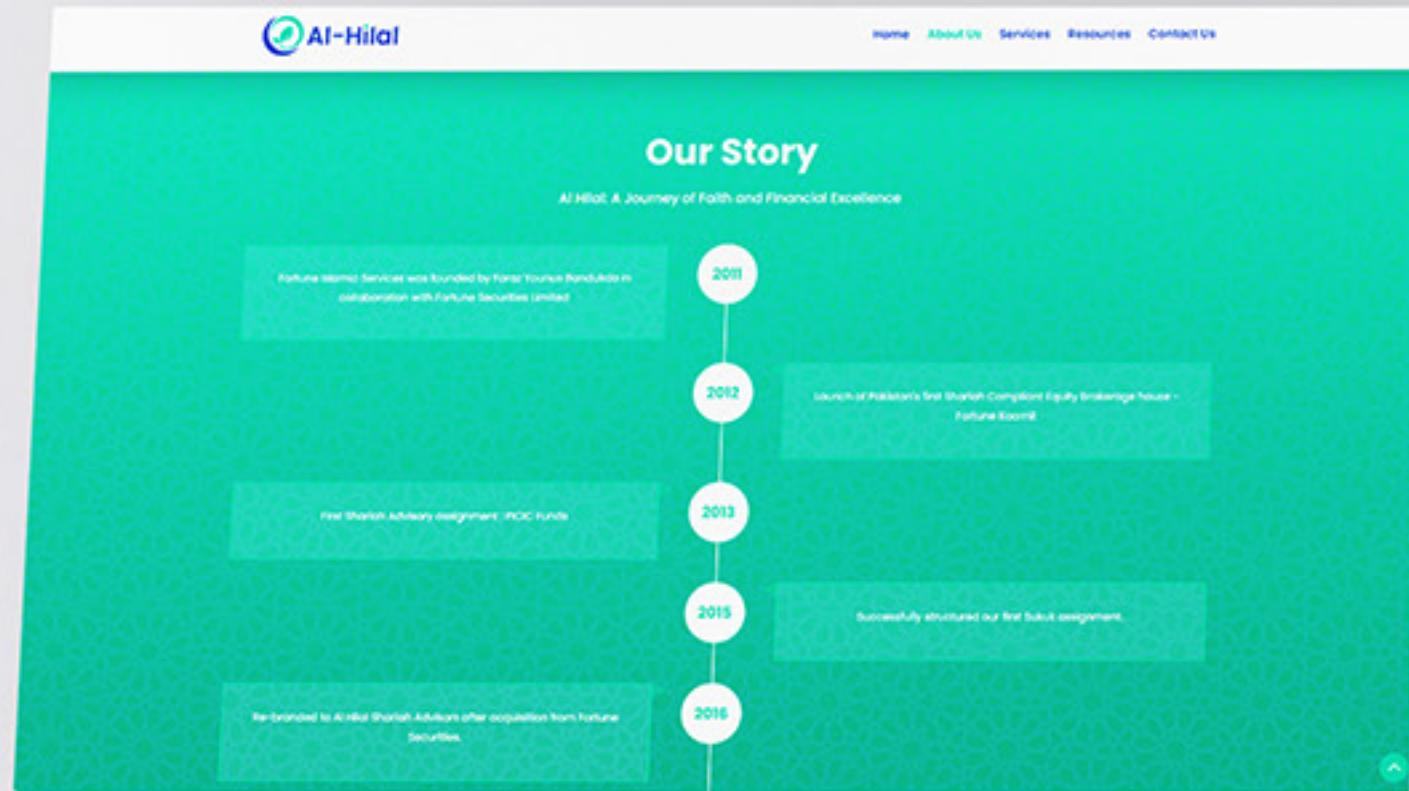 Al-Hilal
Home About Us Services Resources Contact Us
Our Story
Al Hilal: A Journey of Faith and Financial Excellence
Fortune Islamic Services was founded by Faraz Younus Bandukda in
collaboration with Fortune Securities Limited
2011
2012
Launch of Pakistan's first Shariah Compliant Equity Brokerage house -
Fortune
First Shariah Advisory assignment : PICIC Funds
2013
2015
Successfully structured our first Sukuk assignment.
Re-branded to Al Hilal Shariah Advisors after acquisition from Fortune
Securities.
2016